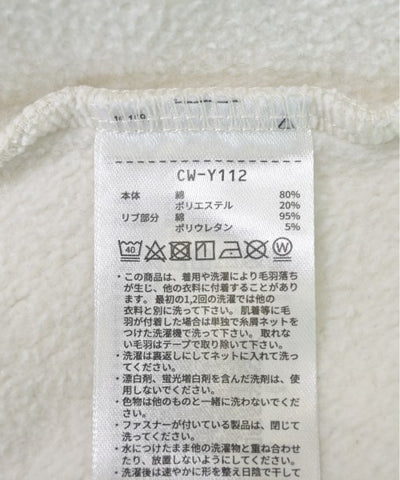 CW-Y112
本体 綿 80%
ポリエステル 20%
リブ部分 綿 95%
ポリウレタン 5%
40
・この商品は、着用や洗濯により毛羽落ち
が生じ、他の衣料に付着することがあり
ます。最初の1,2回の洗濯では他の
衣料と別に洗って下さい。肌着等に毛
羽が付着した場合は単独で糸屑ネットを
つけた洗濯機で洗って下さい。取れな
い毛羽はテープで取り除いて下さい。
・洗濯は裏返しにしてネットに入れて洗っ
てください。
・漂白剤、蛍光増白剤を含んだ洗剤は、使
用しないでください。
・色物は他のものと一緒に洗わないでくだ
さい。
・ファスナーが付いている製品は、閉じて
洗ってください。
・水につけたまま他の洗濯物と重ね合わせ
たり、放置しないようにしてください。
・洗濯後は速やかに形を整え日陰で干して